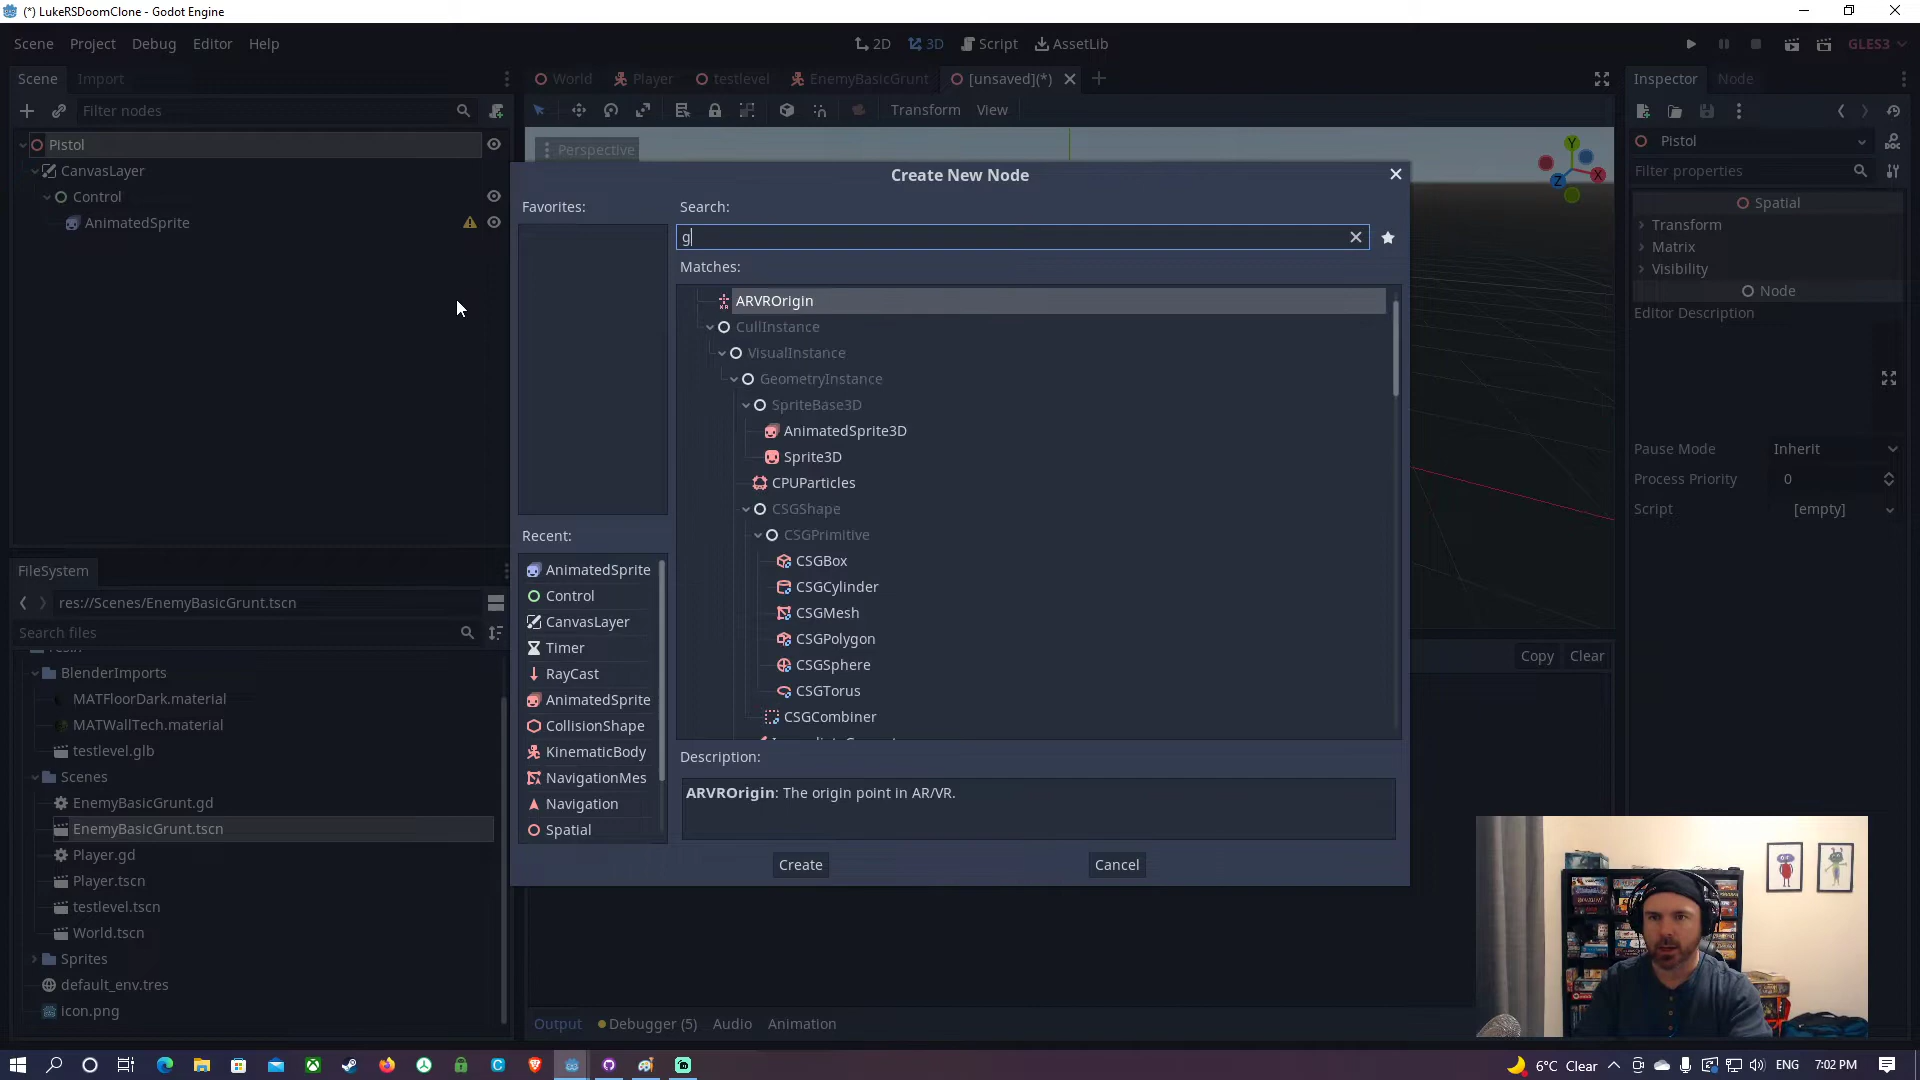 (*) LukeRSDoomClone - Godot Engine
Scene Project Debug Editor Help
2D 3D Script AssetLib
GLES3
Scene Import
World Player testlevel EnemyBasicGrunt [unsaved](*)
Inspector Node
Filter nodes
Transform View
Pistol
CanvasLayer
Control
AnimatedSprite
Perspective
Y
X
Z
Pistol
Filter properties
Spatial
Transform
Matrix
Visibility
Node
Editor Description
Pause Mode Inherit
Process Priority 0
Script [empty]
Create New Node
Favorites:
Search:
g
Matches:
ARVROrigin
CullInstance
VisualInstance
GeometryInstance
SpriteBase3D
AnimatedSprite3D
Sprite3D
CPUParticles
CSGShape
CSGPrimitive
CSGBox
CSGCylinder
CSGMesh
CSGPolygon
CSGSphere
CSGTorus
CSGCombiner
Recent:
AnimatedSprite
Control
CanvasLayer
Timer
RayCast
AnimatedSprite
CollisionShape
KinematicBody
NavigationMes
Navigation
Spatial
Description:
ARVROrigin: The origin point in AR/VR.
Create Cancel
FileSystem
res://Scenes/EnemyBasicGrunt.tscn
Search files
BlenderImports
MATFloorDark.material
MATWallTech.material
testlevel.glb
Scenes
EnemyBasicGrunt.gd
EnemyBasicGrunt.tscn
Player.gd
Player.tscn
testlevel.tscn
World.tscn
Sprites
default_env.tres
icon.png
Copy Clear
Output Debugger (5) Audio Animation
6°C Clear ENG 7:02 PM